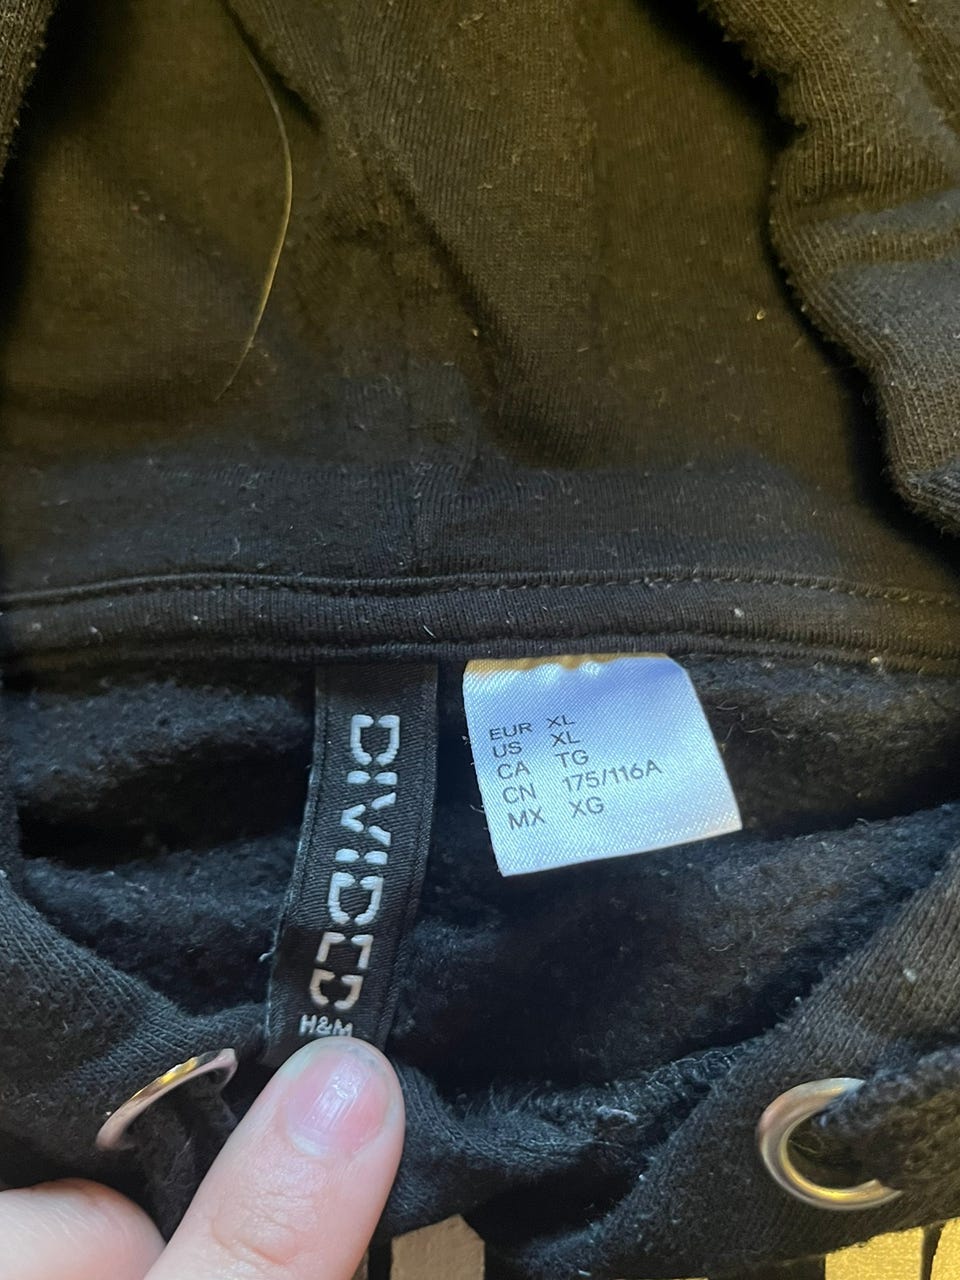 DIVIDED
H&M
EUR XL
US XL
CA TG
CN 175/116A
MX XG